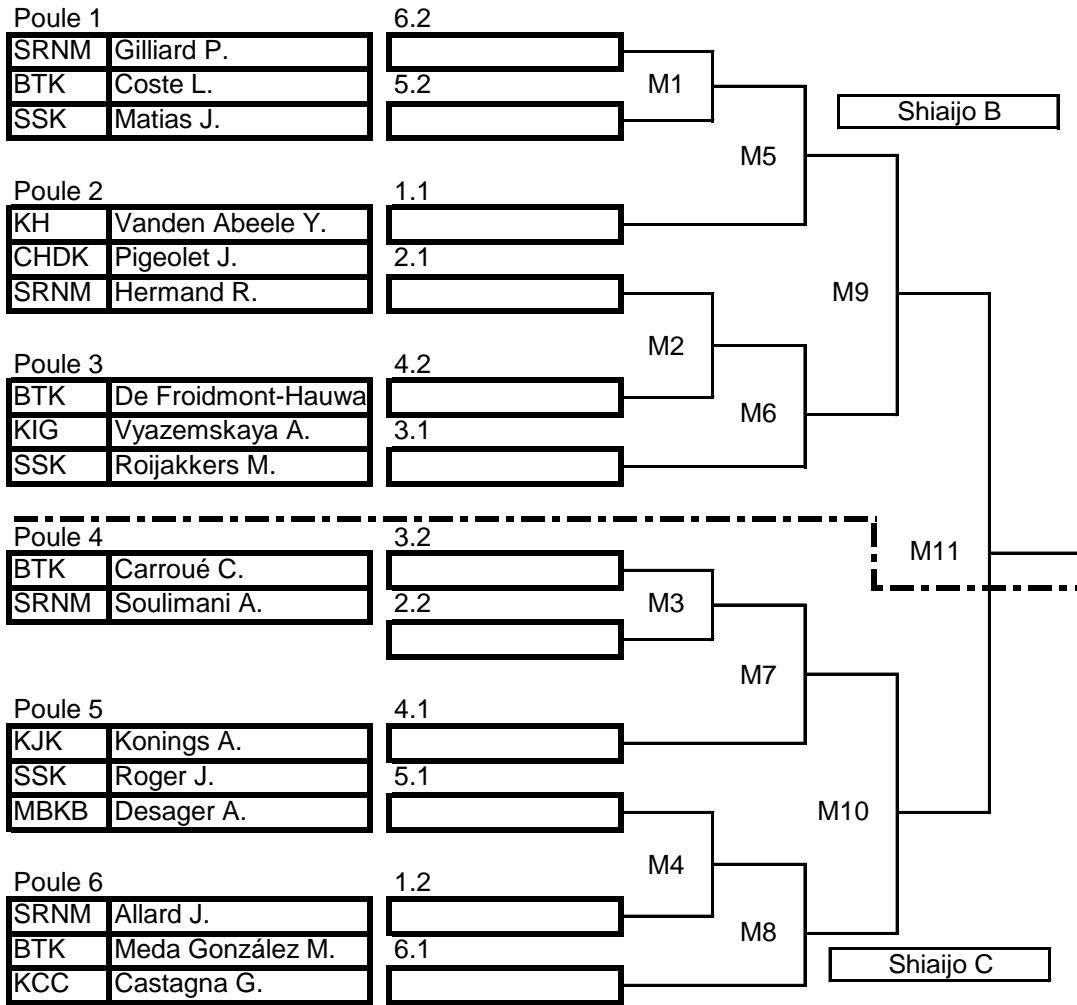 Poule 1 6.2
SRNM Gilliard P.
BTK Coste L. 5.2 M1
SSK Matias J. Shiaijo B
M5
Poule 2 1.1
KH Vanden Abeele Y.
CHDK Pigeolet J. 2.1
SRNM Hermand R. M9
M2
Poule 3 4.2
BTK De Froidmont-Hauwa
KIG Vyazemskaya A. 3.1 M6
SSK Roijakkers M.
Poule 4 3.2 M11
BTK Carroué C.
SRNM Soulimani A. 2.2 M3
M7
Poule 5 4.1
KJK Konings A.
SSK Roger J. 5.1
MBKB Desager A. M10
M4
Poule 6 1.2
SRNM Allard J.
BTK Meda González M. 6.1 M8
KCC Castagna G. Shiaijo C